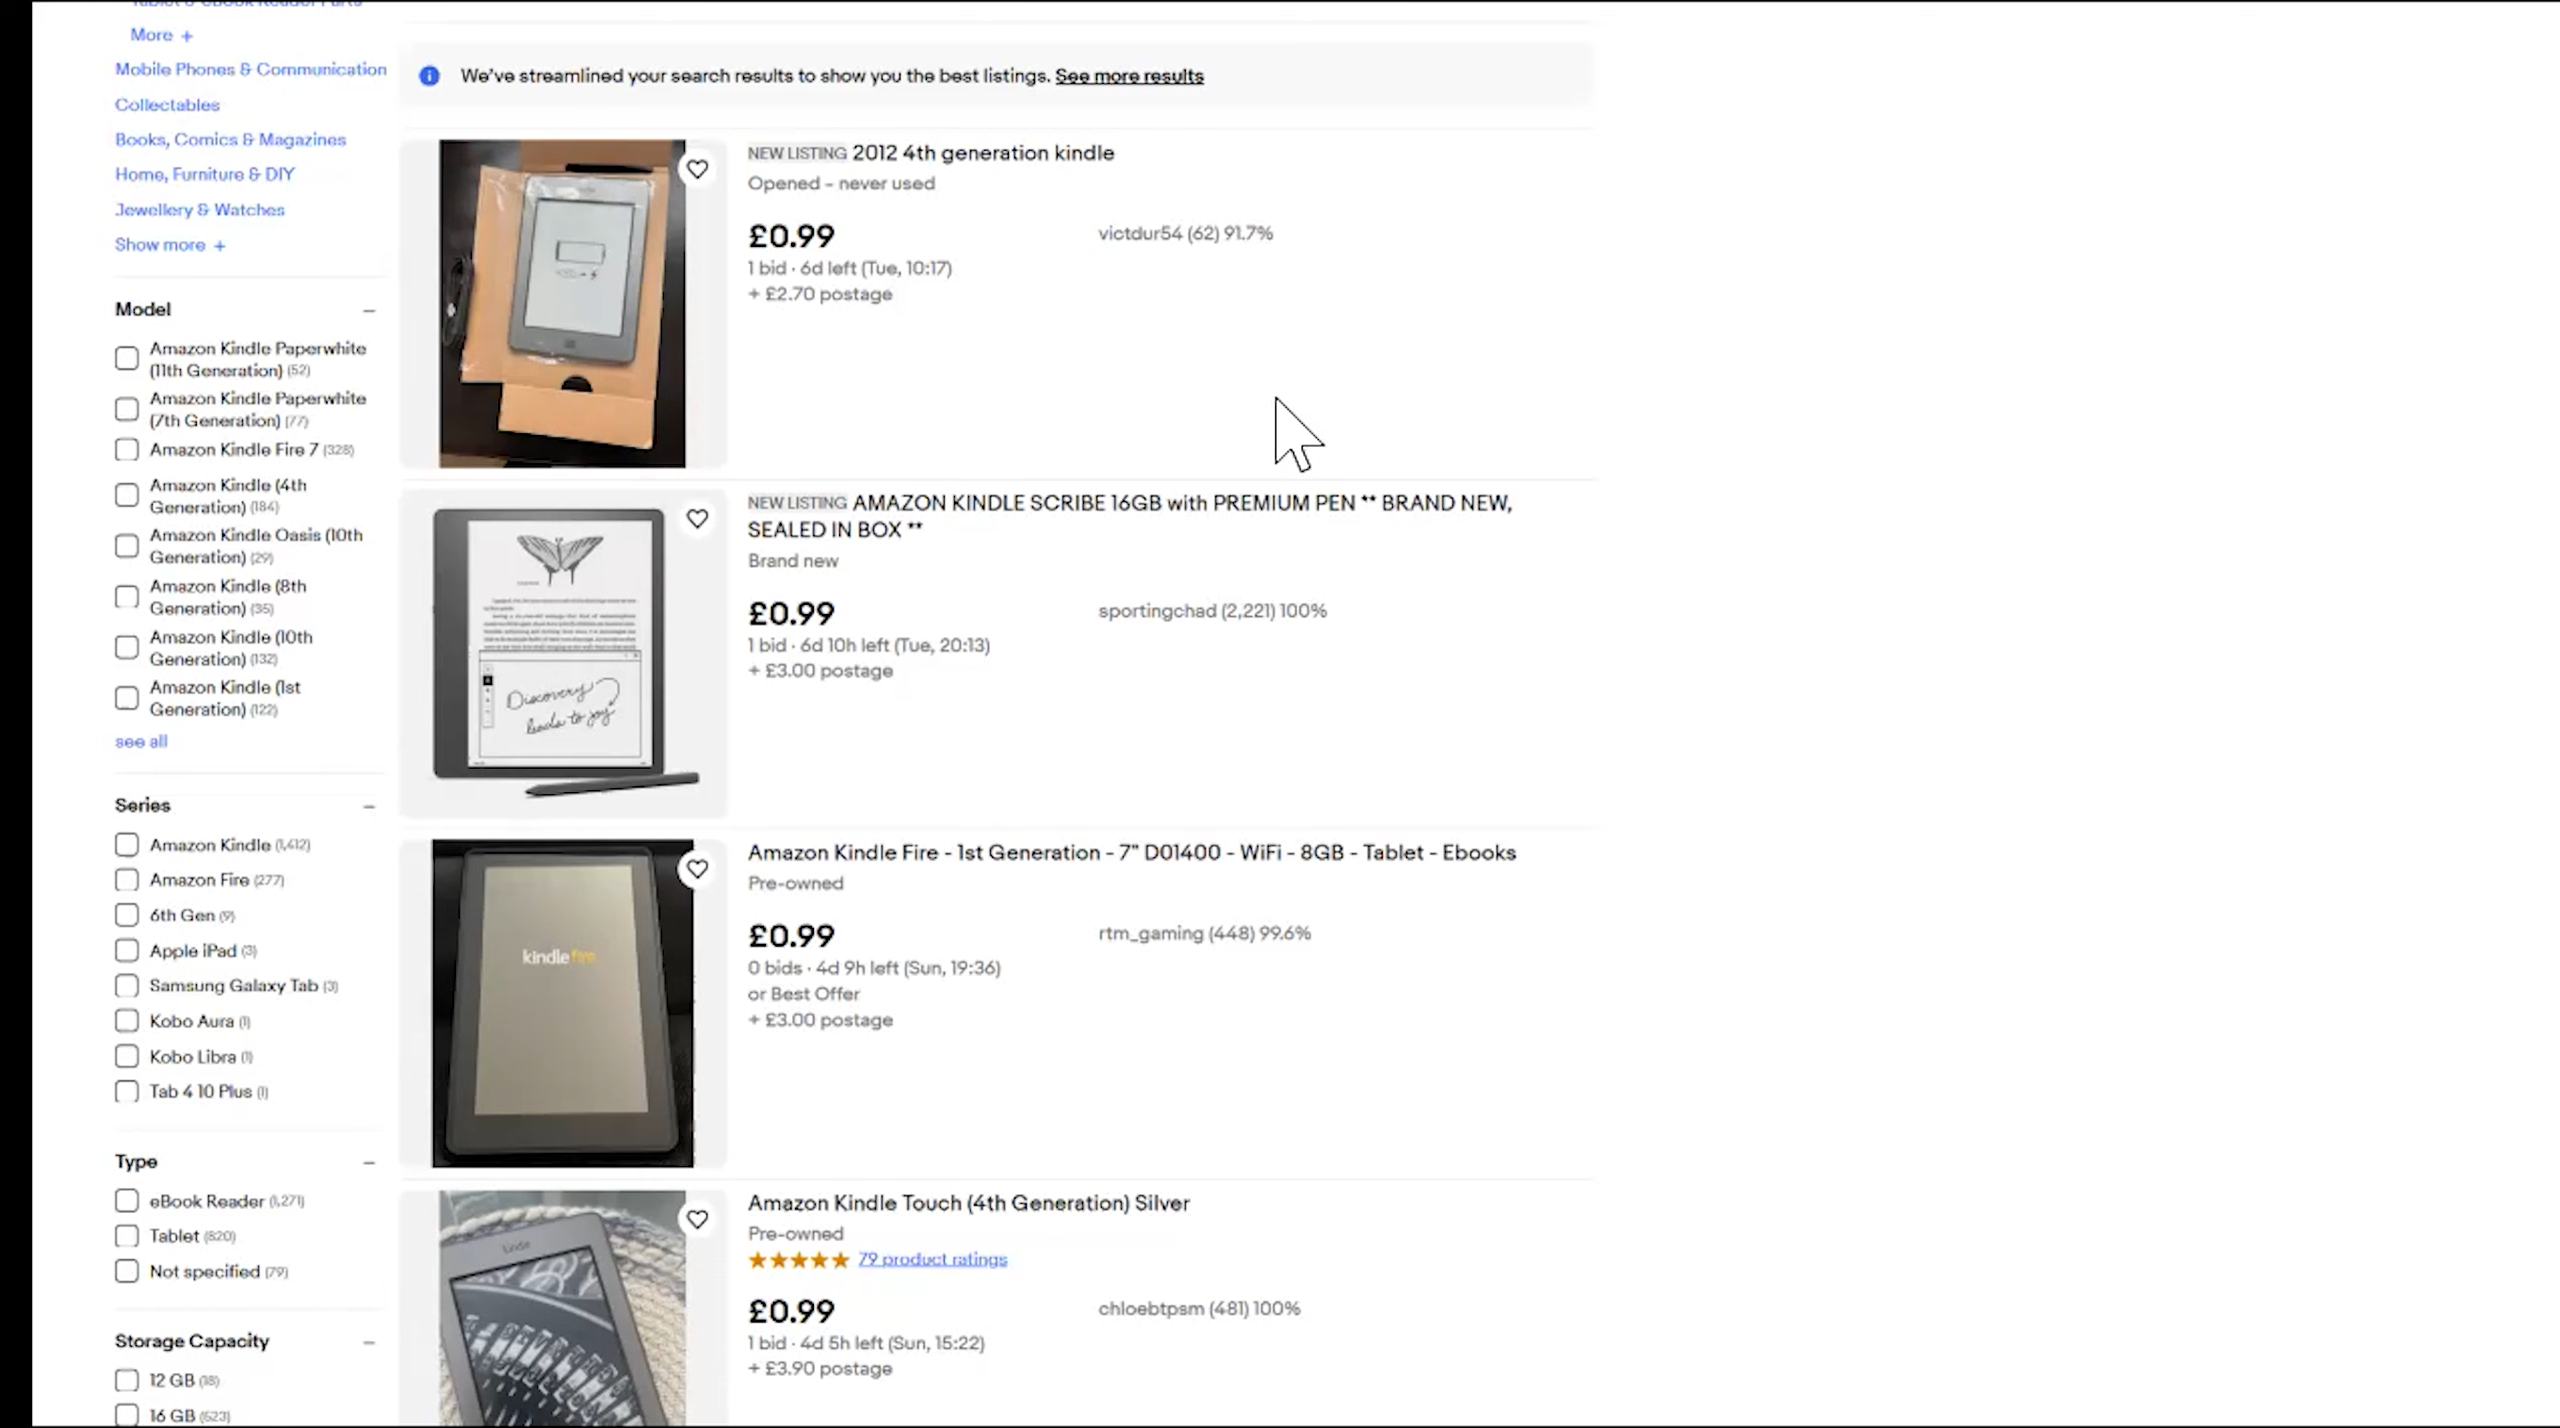 More +
Mobile Phones & Communication
Collectables
Books, Comics & Magazines
Home, Furniture & DIY
Jewellery & Watches
Show more +
Model
Amazon Kindle Paperwhite
(11th Generation) (52)
Amazon Kindle Paperwhite
(7th Generation) (77)
Amazon Kindle Fire 7 (328)
Amazon Kindle (4th
Generation) (184)
Amazon Kindle Oasis (10th
Generation) (29)
Amazon Kindle (8th
Generation) (35)
Amazon Kindle (10th
Generation) (132)
Amazon Kindle (1st
Generation) (122)
see all
Series
Amazon Kindle (1,412)
Amazon Fire (277)
6th Gen (9)
Apple iPad (3)
Samsung Galaxy Tab (3)
Kobo Aura (1)
Kobo Libra (1)
Tab 4 10 Plus (1)
Type
eBook Reader (1,271)
Tablet (820)
Not specified (79)
Storage Capacity
12 GB (18)
16 GB (523)
We've streamlined your search results to show you the best listings. See more results
NEW LISTING 2012 4th generation kindle
Opened – never used
£0.99
victdur54 (62) 91.7%
1 bid · 6d left (Tue, 10:17)
+ £2.70 postage
NEW LISTING AMAZON KINDLE SCRIBE 16GB with PREMIUM PEN ** BRAND NEW,
SEALED IN BOX **
Brand new
£0.99
sportingchad (2,221) 100%
1 bid · 6d 10h left (Tue, 20:13)
+ £3.00 postage
Discovery
leads to joy
Amazon Kindle Fire - 1st Generation - 7" D01400 - WiFi - 8GB - Tablet - Ebooks
Pre-owned
£0.99
rtm_gaming (448) 99.6%
0 bids · 4d 9h left (Sun, 19:36)
or Best Offer
+ £3.00 postage
kindle fire
Amazon Kindle Touch (4th Generation) Silver
Pre-owned
79 product ratings
£0.99
chloebtpsm (481) 100%
1 bid · 4d 5h left (Sun, 15:22)
+ £3.90 postage
kindle